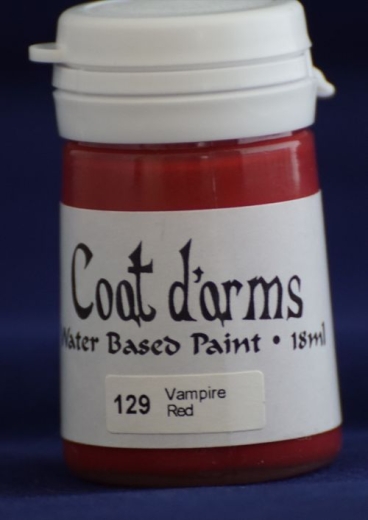 Coat d'arms
Water Based Paint • 18ml
129 Vampire
Red